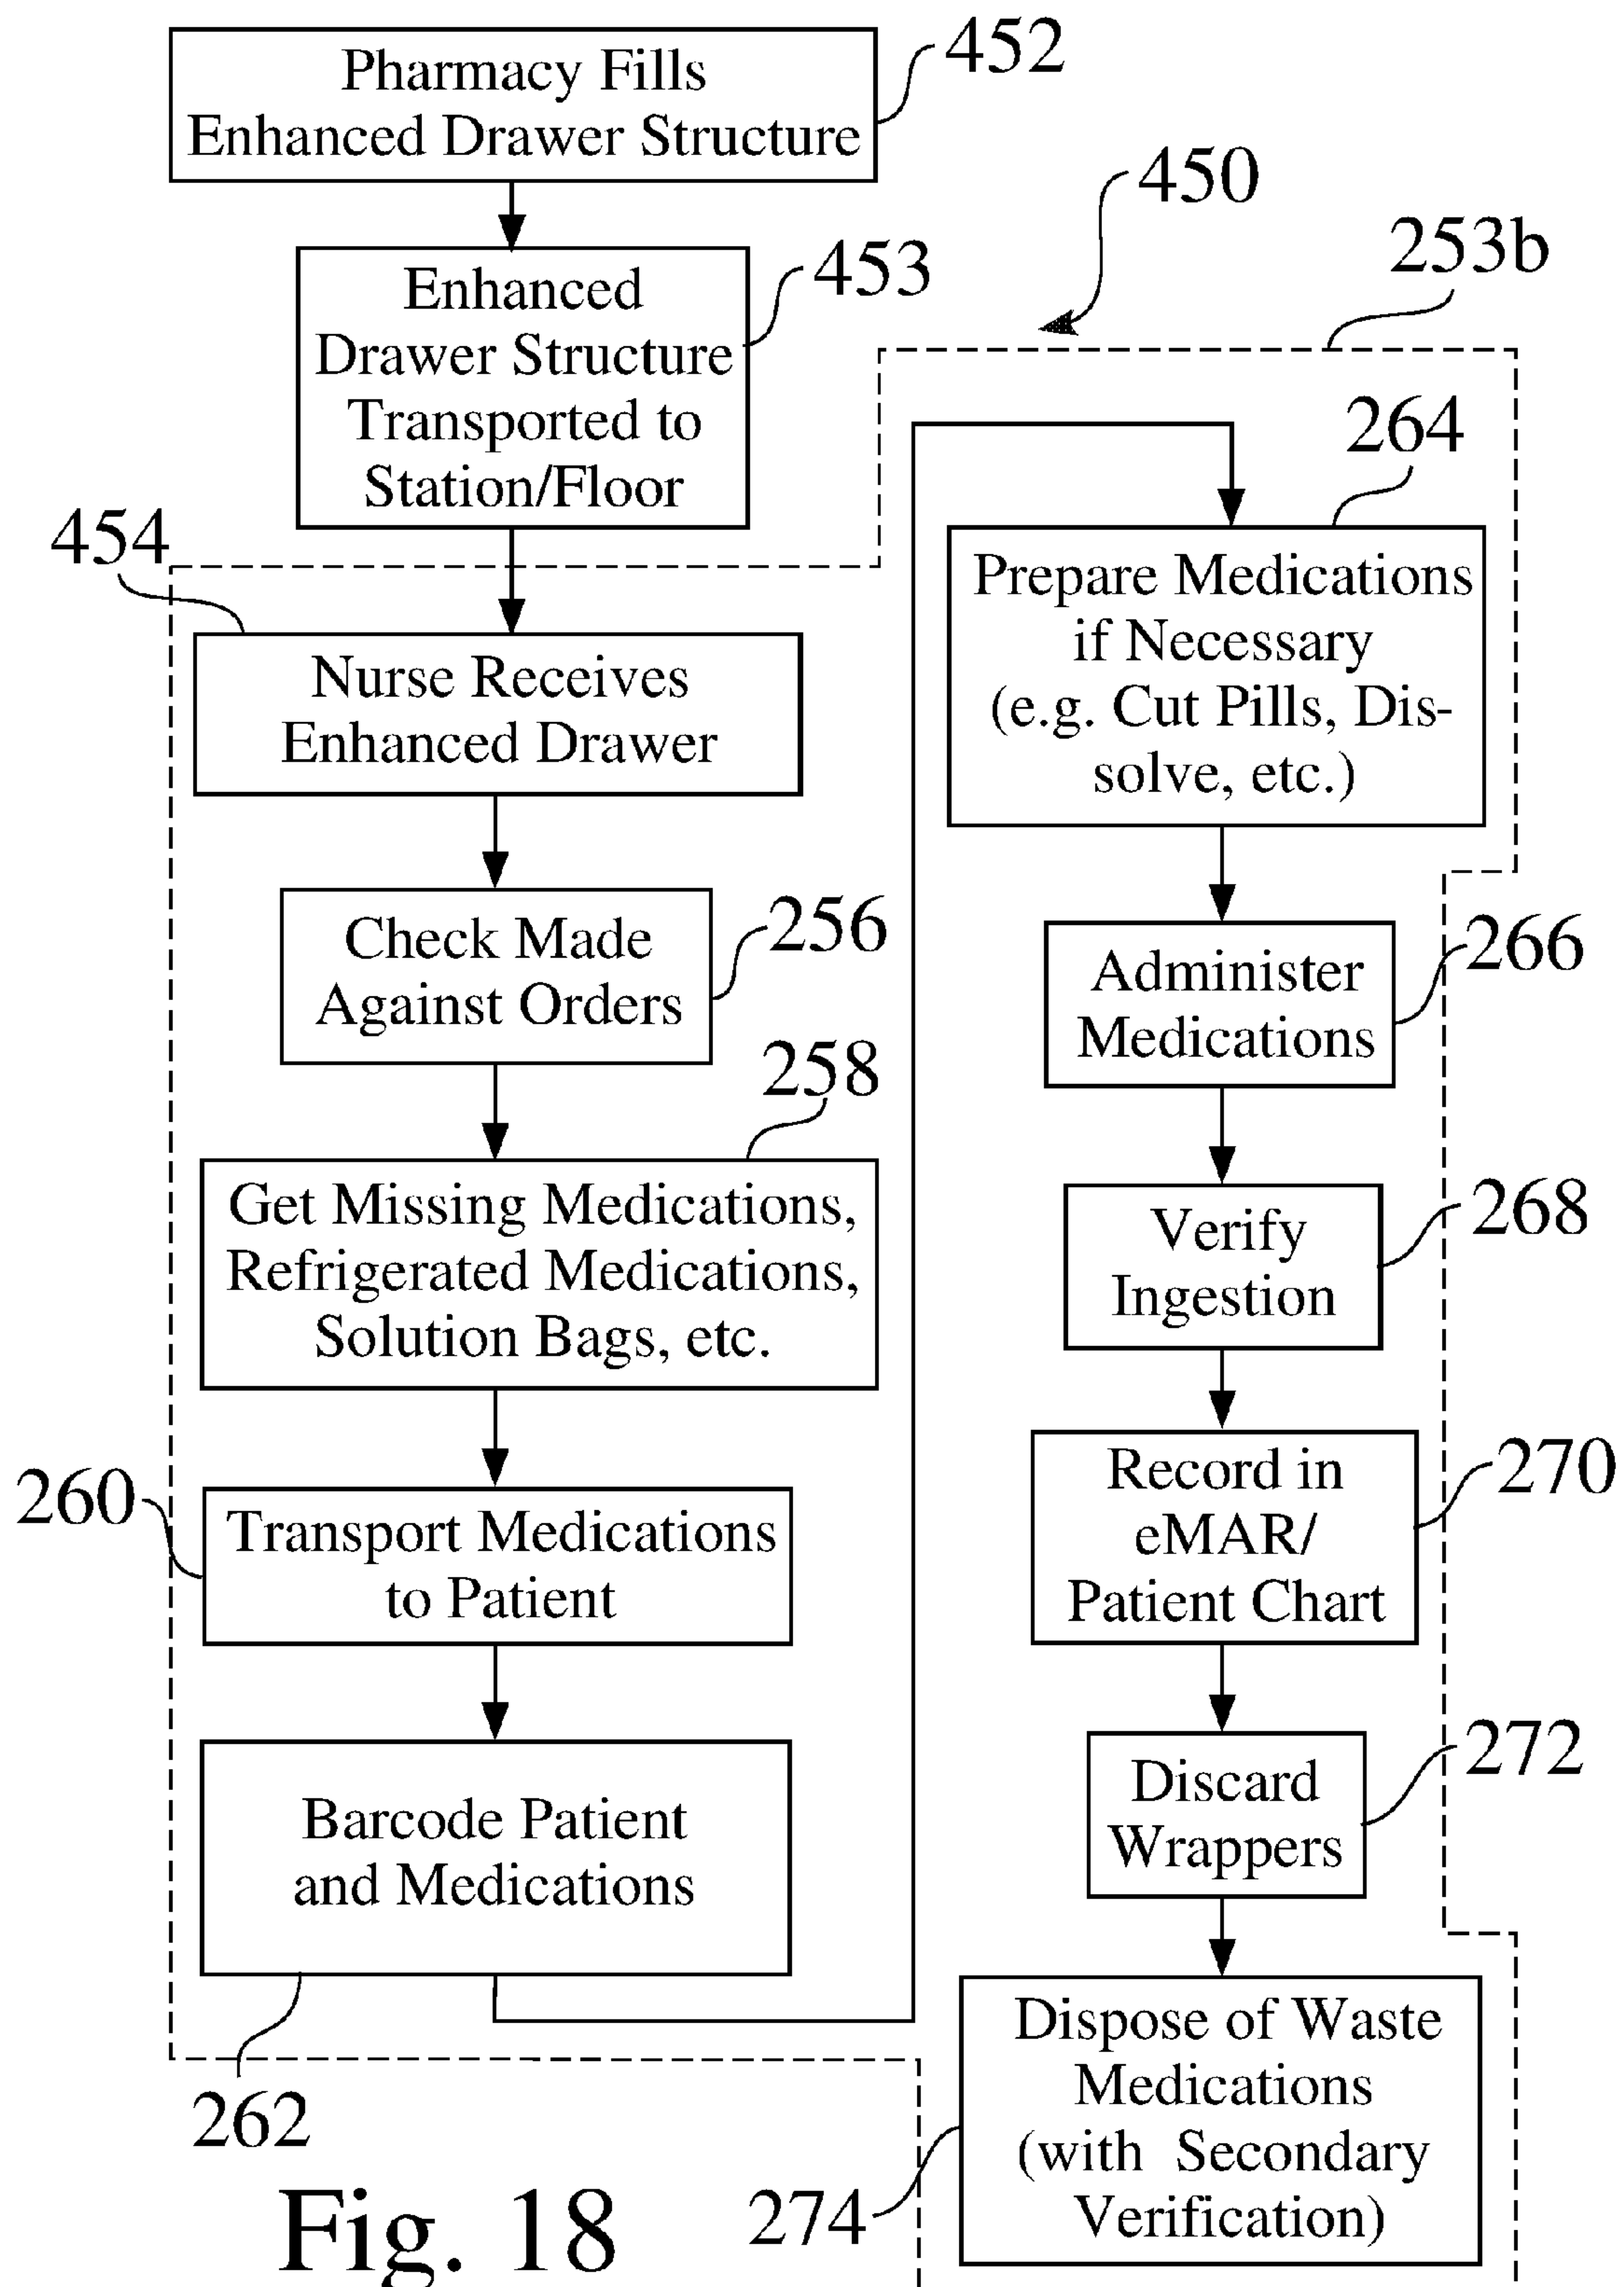 Pharmacy Fills
Enhanced Drawer Structure
452
450
253b
Enhanced
Drawer Structure
Transported to
Station/Floor
453
454
Nurse Receives
Enhanced Drawer
Check Made
Against Orders
256
258
Get Missing Medications,
Refrigerated Medications,
Solution Bags, etc.
260
Transport Medications
to Patient
Barcode Patient
and Medications
262
264
Prepare Medications
if Necessary
(e.g. Cut Pills, Dis-
solve, etc.)
Administer
Medications
266
Verify
Ingestion
268
Record in
eMAR/
Patient Chart
270
Discard
Wrappers
272
Dispose of Waste
Medications
(with Secondary
Verification)
274
Fig. 18